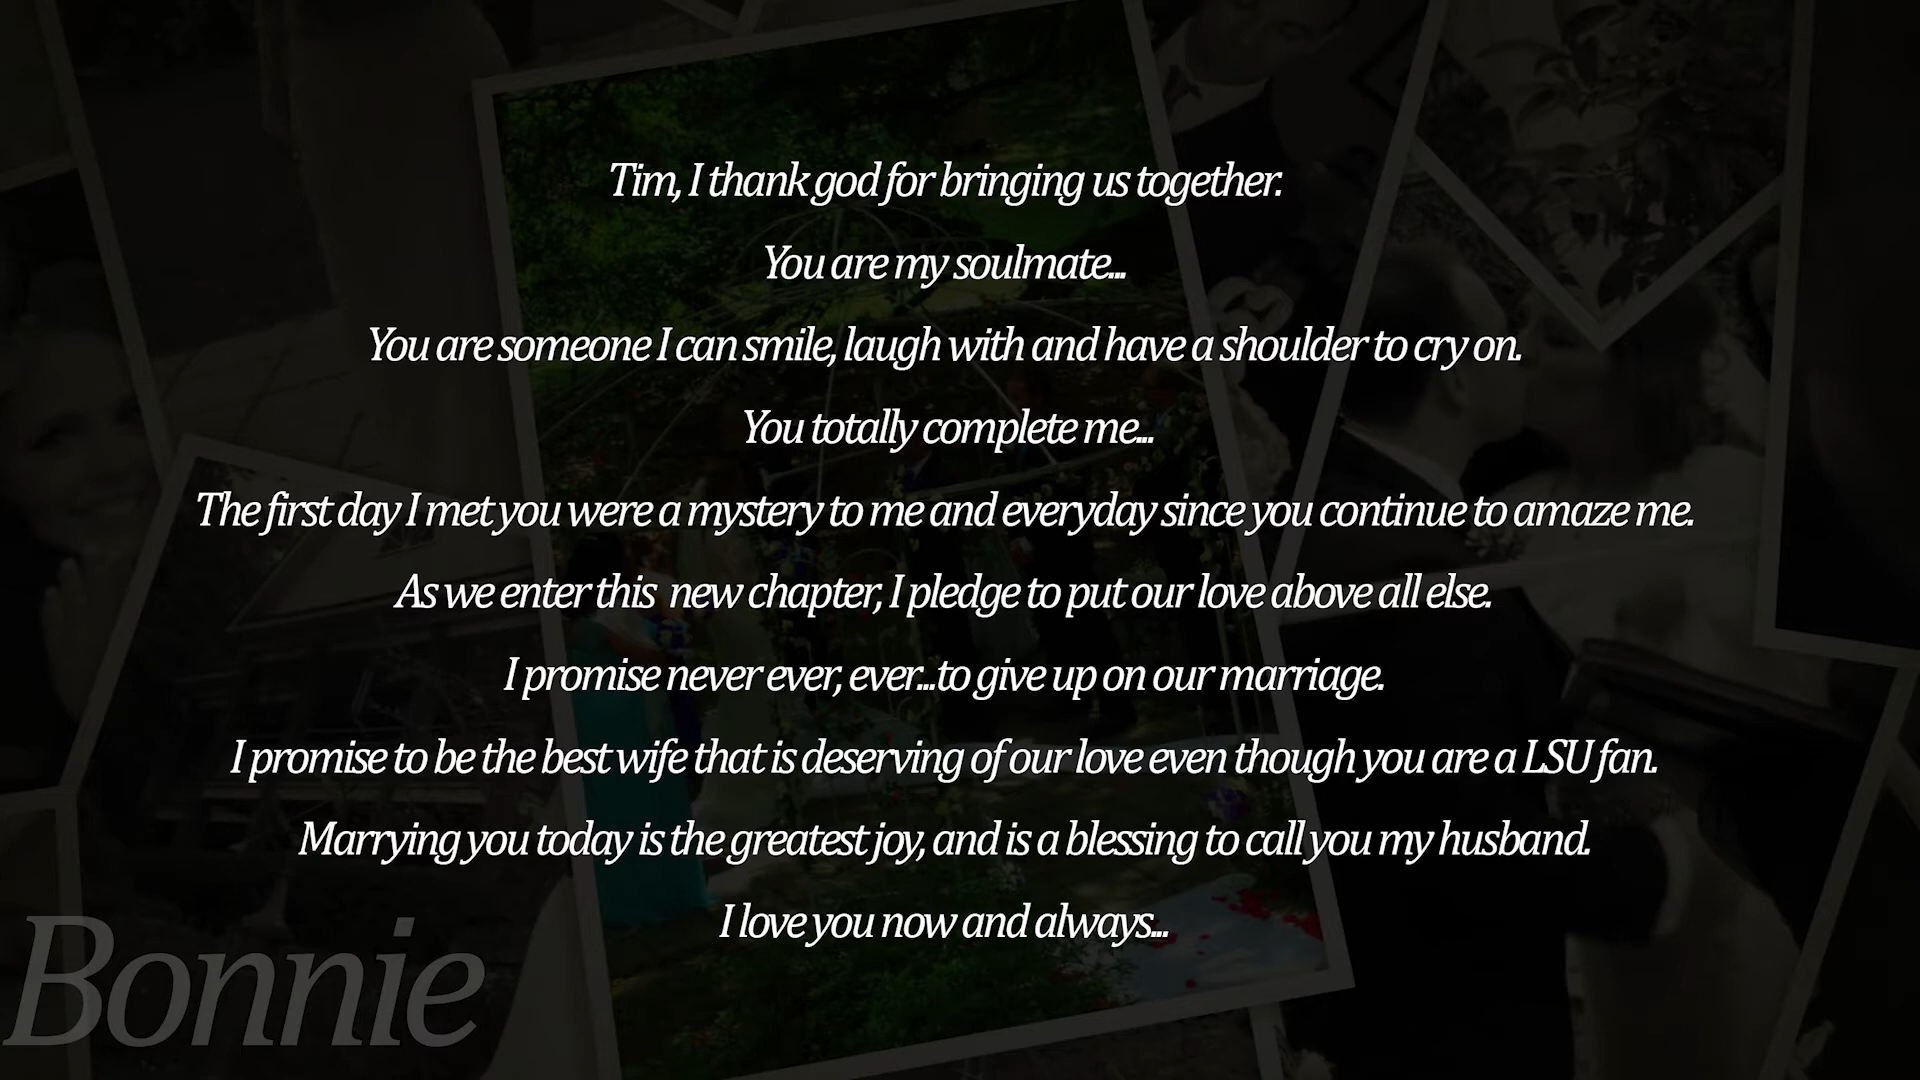 Tim, I thank god for bringing us together.
You are my soulmate...
You are someone I can smile, laugh with and have a shoulder to cry on.
You totally complete me...
The first day I met you were a mystery to me and everyday since you continue to amaze me.
As we enter this  new chapter, I pledge to put our love above all else.
I promise never ever, ever...to give up on our marriage.
I promise to be the best wife that is deserving of our love even though you are a LSU fan.
Marrying you today is the greatest joy, and is a blessing to call you my husband.
I love you now and always...
Bonnie